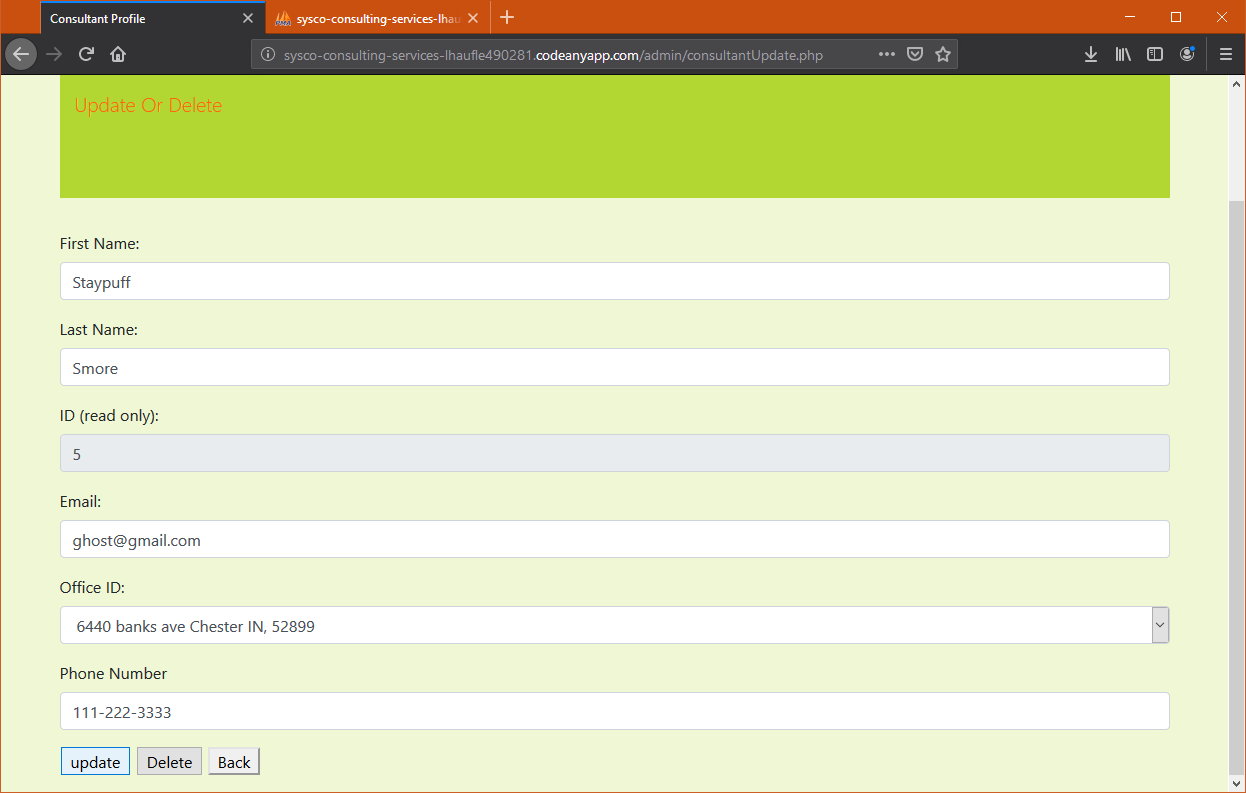 Consultant Profile
sysco-consulting-services-lhau
sysco-consulting-services-lhaufle490281.codeanyapp.com/admin/consultantUpdate.php
Update Or Delete
First Name:
Staypuff
Last Name:
Smore
ID (read only):
5
Email:
ghost@gmail.com
Office ID:
6440 banks ave Chester IN, 52899
Phone Number
111-222-3333
update Delete Back